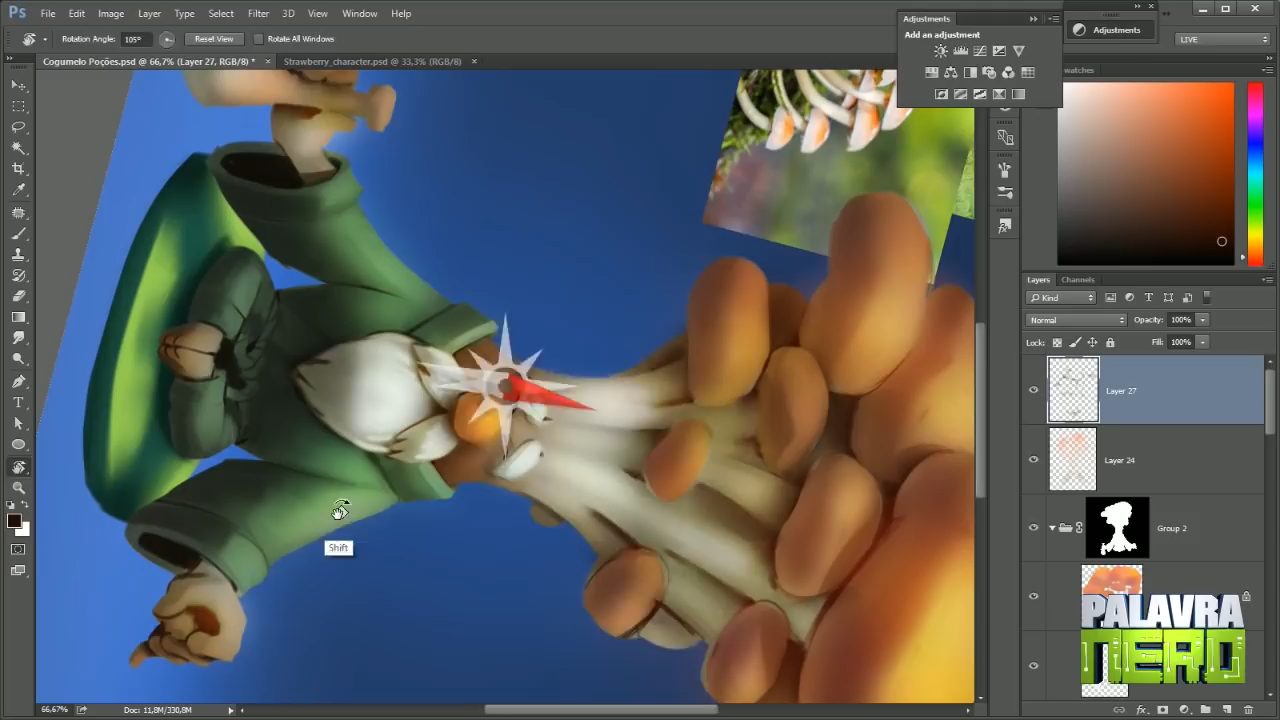 Ps File Edit Image Layer Type Select Filter 3D View Window Help
Rotation Angle: 105° Reset View Rotate All Windows
LIVE
Cogumelo Poções.psd @ 66,7% (Layer 27, RGB/8) * × Strawberry_character.psd @ 33,3% (RGB/8) ×
Adjustments
Add an adjustment
Adjustments
watches
Layers Channels
Kind
Normal Opacity: 100%
Lock: Fill: 100%
Layer 27
Layer 24
Group 2
Shift
PALAVRA
NERD
66,67% Doc: 11,8M/330,8M